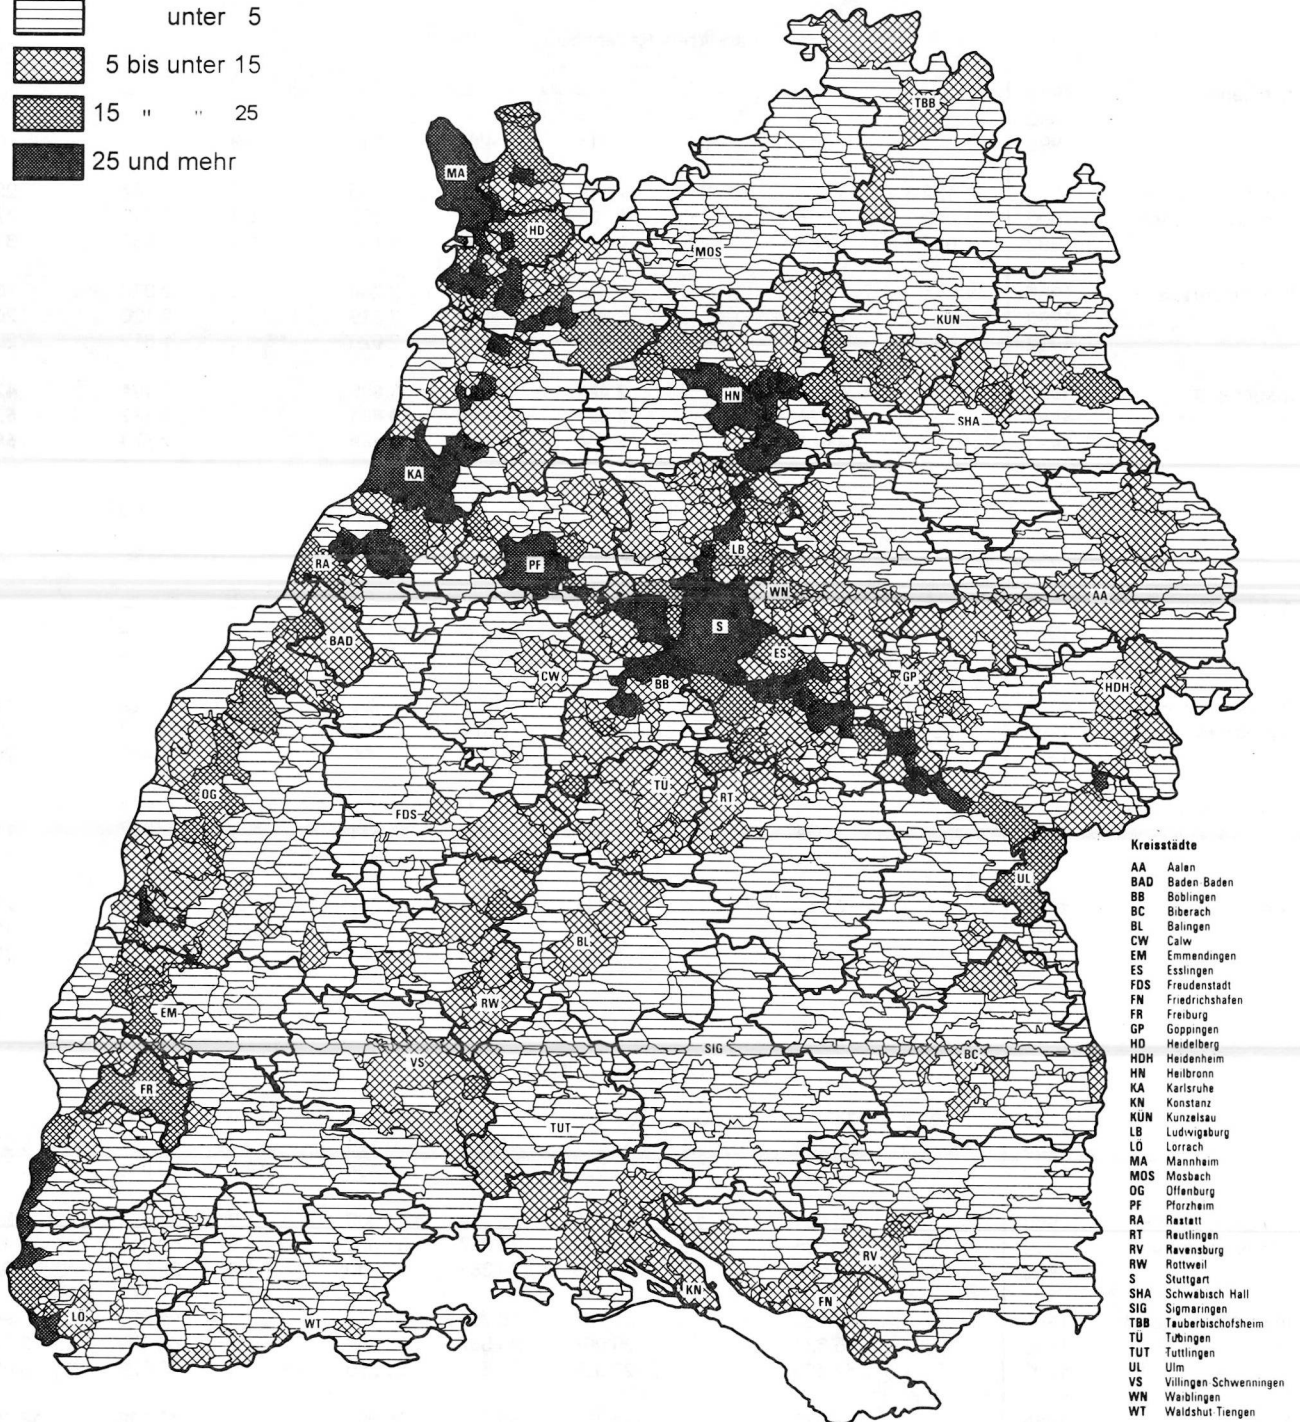 unter 5
5 bis unter 15
15 " " 25
25 und mehr
TBB
MA
HD
MOS
KÜN
HN
SHA
KA
LB
RA
PF
WN
AA
S
BAD
ES
CW
BB
GP
HDH
TÜ
RT
OG
FDS
UL
BL
RW
EM
SIG
VS
BC
FR
TUT
RV
KN
FN
LÖ
WT
Kreisstädte
AA Aalen
BAD Baden-Baden
BB Boblingen
BC Biberach
BL Balingen
CW Calw
EM Emmendingen
ES Esslingen
FDS Freudenstadt
FN Friedrichshafen
FR Freiburg
GP Goppingen
HD Heidelberg
HDH Heidenheim
HN Heilbronn
KA Karlsruhe
KN Konstanz
KÜN Kunzelsau
LB Ludwigsburg
LÖ Lorrach
MA Mannheim
MOS Mosbach
OG Offenburg
PF Pforzheim
RA Rastatt
RT Reutlingen
RV Ravensburg
RW Rottweil
S Stuttgart
SHA Schwabisch Hall
SIG Sigmaringen
TBB Tauberbischofsheim
TÜ Tubingen
TUT Tuttlingen
UL Ulm
VS Villingen-Schwenningen
WN Waiblingen
WT Waldshut-Tiengen